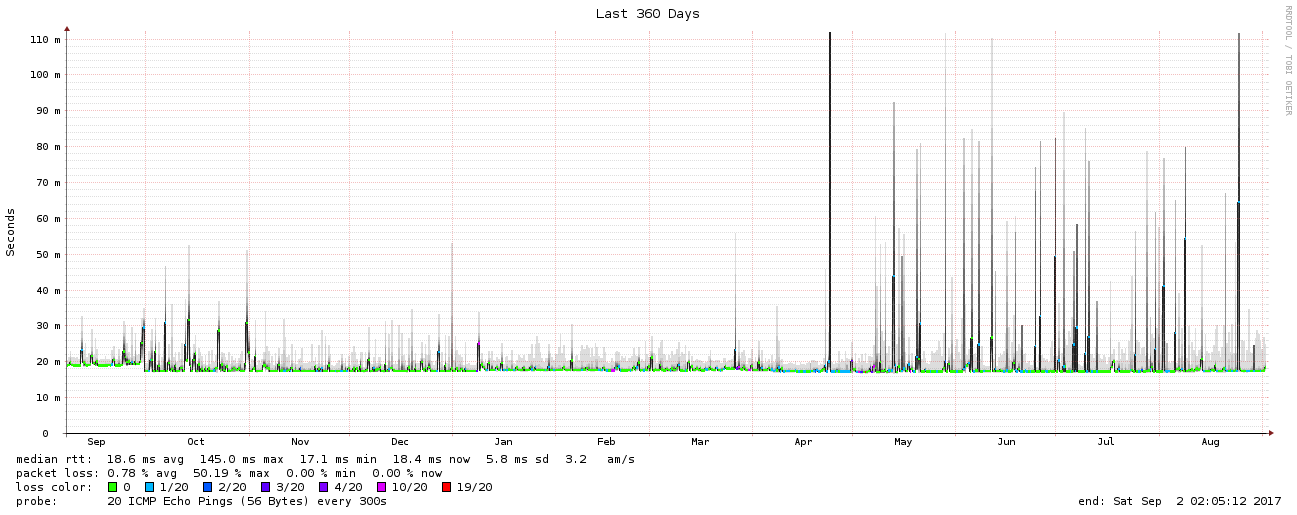 Last 360 Days
RRDTOOL / TOBI OETIKER
Seconds
110 m
100 m
90 m
80 m
70 m
60 m
50 m
40 m
30 m
20 m
10 m
0
Sep Oct Nov Dec Jan Feb Mar Apr May Jun Jul Aug
median rtt: 18.6 ms avg 145.0 ms max 17.1 ms min 18.4 ms now 5.8 ms sd 3.2 am/s
packet loss: 0.78 % avg 50.19 % max 0.00 % min 0.00 % now
loss color: 0 1/20 2/20 3/20 4/20 10/20 19/20
probe: 20 ICMP Echo Pings (56 Bytes) every 300s end: Sat Sep 2 02:05:12 2017